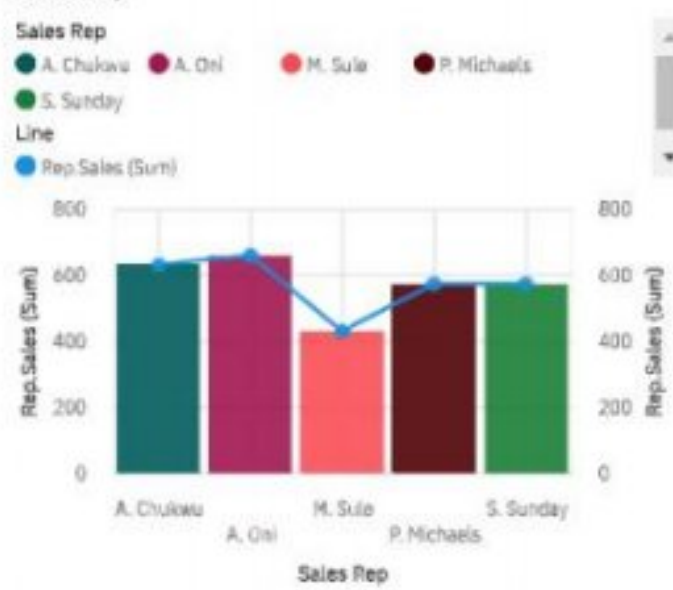 Sales Rep
A. Chukwu A. Oni M. Sule P. Michaels
S. Sunday
Line
Rep.Sales (Sum)
800 800
600 600
400 400
200 200
0 0
Rep.Sales (Sum)
Rep.Sales (Sum)
A. Chukwu M. Sule S. Sunday
A. Oni P. Michaels
Sales Rep